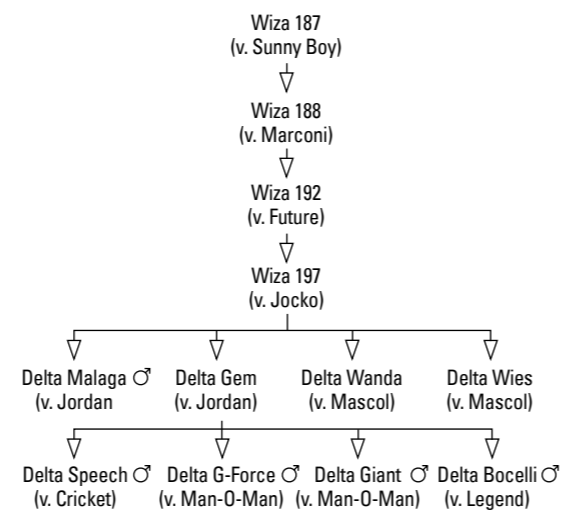 Wiza 187
(v. Sunny Boy)
Wiza 188
(v. Marconi)
Wiza 192
(v. Future)
Wiza 197
(v. Jocko)
Delta Malaga ♂ Delta Gem Delta Wanda Delta Wies
(v. Jordan (v. Jordan) (v. Mascol) (v. Mascol)
Delta Speech ♂ Delta G-Force ♂ Delta Giant ♂ Delta Bocelli ♂
(v. Cricket) (v. Man-O-Man) (v. Man-O-Man) (v. Legend)